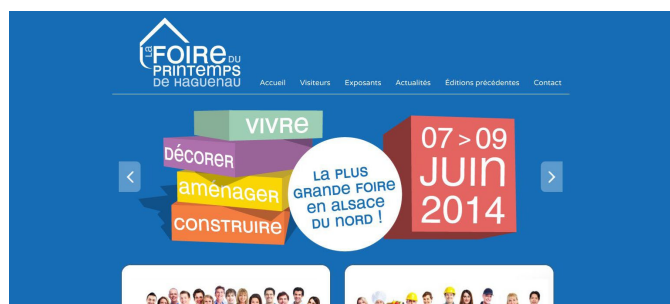 La
FOIRE DU
PRINTEMPS
DE HAGUENAU
Accueil Visiteurs Exposants Actualités Éditions précédentes Contact
VIVRE
DÉCORER
aménager
CONSTRUIRE
La PLUS
GRANDE FOIRE
en alsace
DU NORD !
07 > 09
JUIN
2014